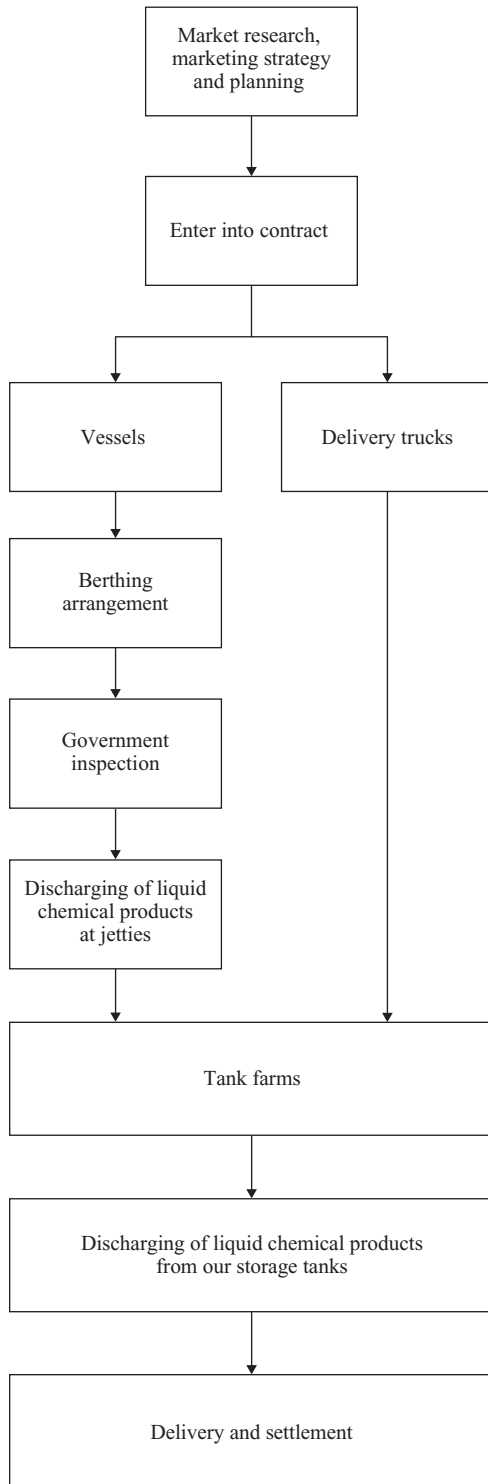 Market research,
marketing strategy
and planning
Enter into contract
Vessels
Delivery trucks
Berthing
arrangement
Government
inspection
Discharging of liquid
chemical products
at jetties
Tank farms
Discharging of liquid chemical products
from our storage tanks
Delivery and settlement